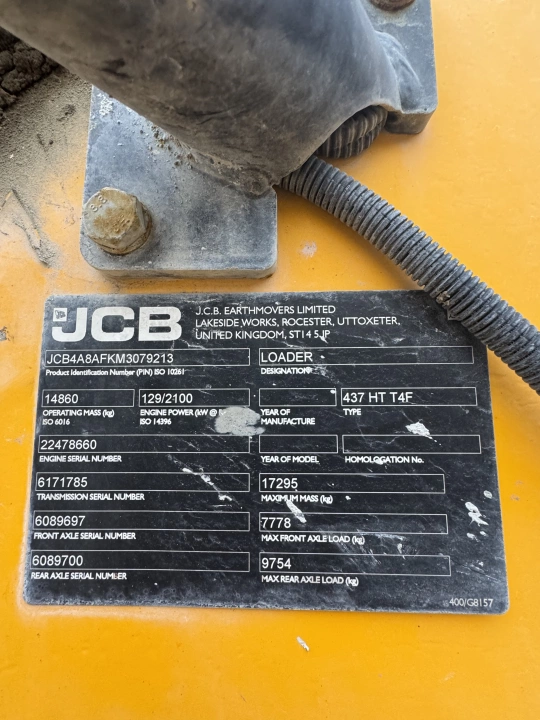 JCB
J.C.B. EARTHMOVERS LIMITED
LAKESIDE WORKS, ROCESTER, UTTOXETER,
UNITED KINGDOM, ST14 5JP
JCB4A8AFKM3079213
Product Identification Number (PIN) ISO 10261
LOADER
DESIGNATION
14860
OPERATING MASS (kg)
ISO 6016
129/2100
ENGINE POWER (kW @
ISO 14396
YEAR OF
MANUFACTURE
437 HT T4F
TYPE
22478660
ENGINE SERIAL NUMBER
YEAR OF MODEL
HOMOLOGATION No.
6171785
TRANSMISSION SERIAL NUMBER
17295
MAXIMUM MASS (kg)
6089697
FRONT AXLE SERIAL NUMBER
7778
MAX FRONT AXLE LOAD (kg)
6089700
REAR AXLE SERIAL NUMBER
9754
MAX REAR AXLE LOAD (kg)
400/G8157